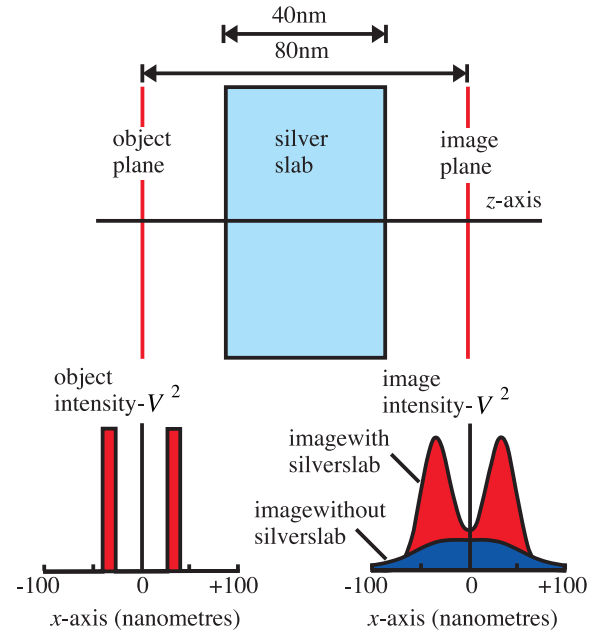 40nm
80nm
object
plane
silver
slab
image
plane
z-axis
object
intensity-V 2
image
intensity-V 2
imagewith
silverslab
imagewithout
silverslab
-100 0 +100
x-axis (nanometres)
-100 0 +100
x-axis (nanometres)